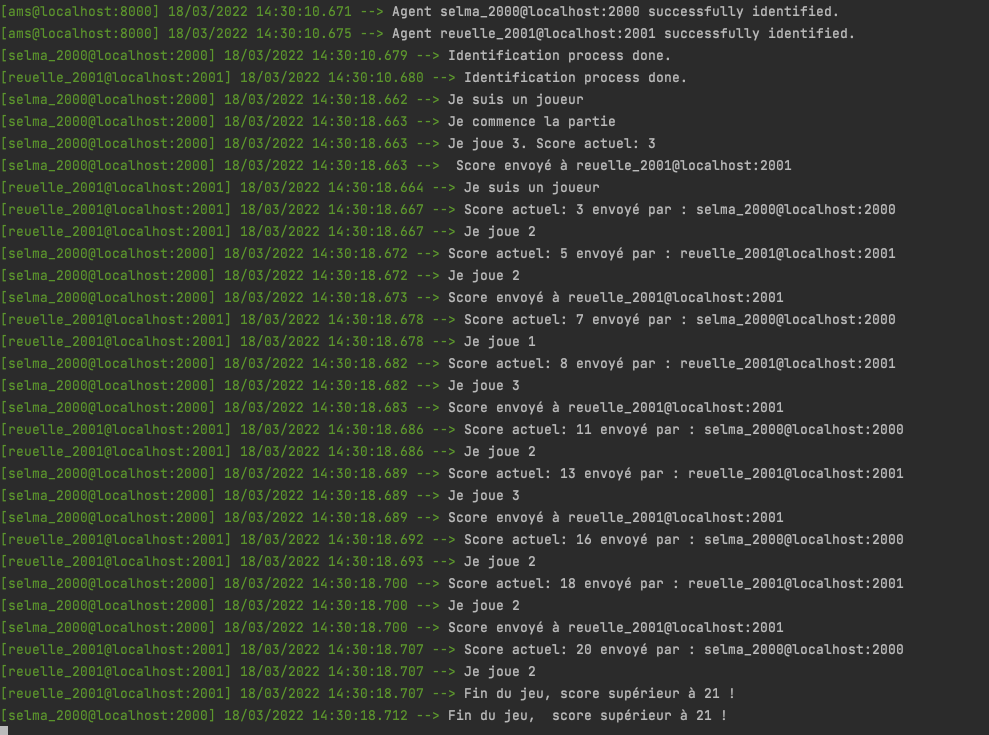 [ams@localhost:8000] 18/03/2022 14:30:10.671 --> Agent selma_2000@localhost:2000 successfully identified.
[ams@localhost:8000] 18/03/2022 14:30:10.675 --> Agent reuelle_2001@localhost:2001 successfully identified.
[selma_2000@localhost:2000] 18/03/2022 14:30:10.679 --> Identification process done.
[reuelle_2001@localhost:2001] 18/03/2022 14:30:10.680 --> Identification process done.
[selma_2000@localhost:2000] 18/03/2022 14:30:18.662 --> Je suis un joueur
[selma_2000@localhost:2000] 18/03/2022 14:30:18.663 --> Je commence la partie
[selma_2000@localhost:2000] 18/03/2022 14:30:18.663 --> Je joue 3. Score actuel: 3
[selma_2000@localhost:2000] 18/03/2022 14:30:18.663 -->  Score envoyé à reuelle_2001@localhost:2001
[reuelle_2001@localhost:2001] 18/03/2022 14:30:18.664 --> Je suis un joueur
[reuelle_2001@localhost:2001] 18/03/2022 14:30:18.667 --> Score actuel: 3 envoyé par : selma_2000@localhost:2000
[reuelle_2001@localhost:2001] 18/03/2022 14:30:18.667 --> Je joue 2
[selma_2000@localhost:2000] 18/03/2022 14:30:18.672 --> Score actuel: 5 envoyé par : reuelle_2001@localhost:2001
[selma_2000@localhost:2000] 18/03/2022 14:30:18.672 --> Je joue 2
[selma_2000@localhost:2000] 18/03/2022 14:30:18.673 --> Score envoyé à reuelle_2001@localhost:2001
[reuelle_2001@localhost:2001] 18/03/2022 14:30:18.678 --> Score actuel: 7 envoyé par : selma_2000@localhost:2000
[reuelle_2001@localhost:2001] 18/03/2022 14:30:18.678 --> Je joue 1
[selma_2000@localhost:2000] 18/03/2022 14:30:18.682 --> Score actuel: 8 envoyé par : reuelle_2001@localhost:2001
[selma_2000@localhost:2000] 18/03/2022 14:30:18.682 --> Je joue 3
[selma_2000@localhost:2000] 18/03/2022 14:30:18.683 --> Score envoyé à reuelle_2001@localhost:2001
[reuelle_2001@localhost:2001] 18/03/2022 14:30:18.686 --> Score actuel: 11 envoyé par : selma_2000@localhost:2000
[reuelle_2001@localhost:2001] 18/03/2022 14:30:18.686 --> Je joue 2
[selma_2000@localhost:2000] 18/03/2022 14:30:18.689 --> Score actuel: 13 envoyé par : reuelle_2001@localhost:2001
[selma_2000@localhost:2000] 18/03/2022 14:30:18.689 --> Je joue 3
[selma_2000@localhost:2000] 18/03/2022 14:30:18.689 --> Score envoyé à reuelle_2001@localhost:2001
[reuelle_2001@localhost:2001] 18/03/2022 14:30:18.692 --> Score actuel: 16 envoyé par : selma_2000@localhost:2000
[reuelle_2001@localhost:2001] 18/03/2022 14:30:18.693 --> Je joue 2
[selma_2000@localhost:2000] 18/03/2022 14:30:18.700 --> Score actuel: 18 envoyé par : reuelle_2001@localhost:2001
[selma_2000@localhost:2000] 18/03/2022 14:30:18.700 --> Je joue 2
[selma_2000@localhost:2000] 18/03/2022 14:30:18.700 --> Score envoyé à reuelle_2001@localhost:2001
[reuelle_2001@localhost:2001] 18/03/2022 14:30:18.707 --> Score actuel: 20 envoyé par : selma_2000@localhost:2000
[reuelle_2001@localhost:2001] 18/03/2022 14:30:18.707 --> Je joue 2
[reuelle_2001@localhost:2001] 18/03/2022 14:30:18.707 --> Fin du jeu, score supérieur à 21 !
[selma_2000@localhost:2000] 18/03/2022 14:30:18.712 --> Fin du jeu,  score supérieur à 21 !